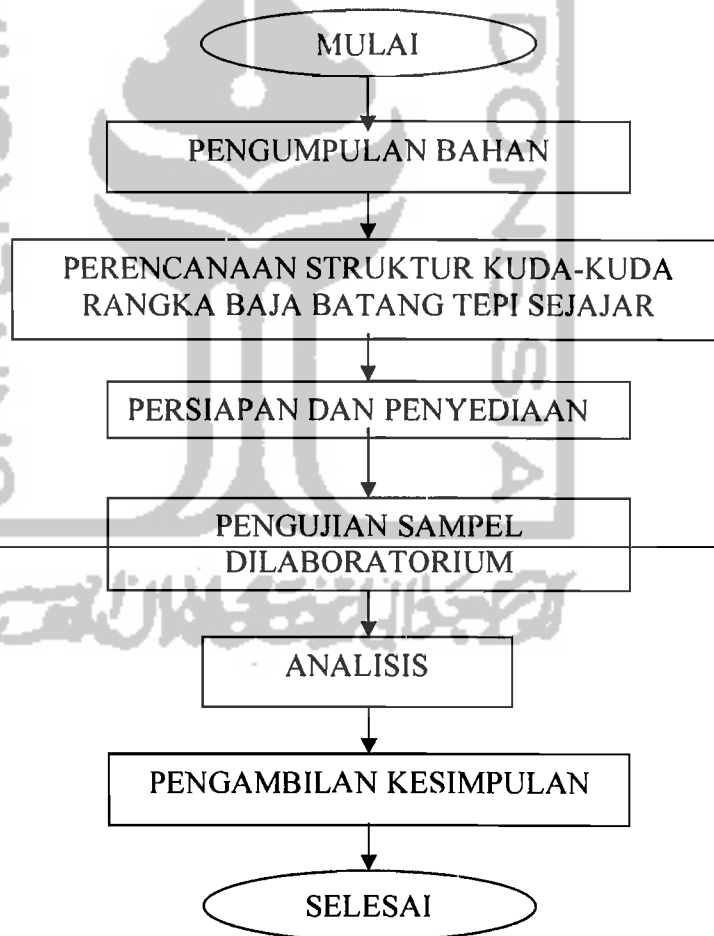 MULAI
PENGUMPULAN BAHAN
PERENCANAAN STRUKTUR KUDA-KUDA
RANGKA BAJA BATANG TEPI SEJAJAR
PERSIAPAN DAN PENYEDIAAN
PENGUJIAN SAMPEL
DILABORATORIUM
ANALISIS
PENGAMBILAN KESIMPULAN
SELESAI